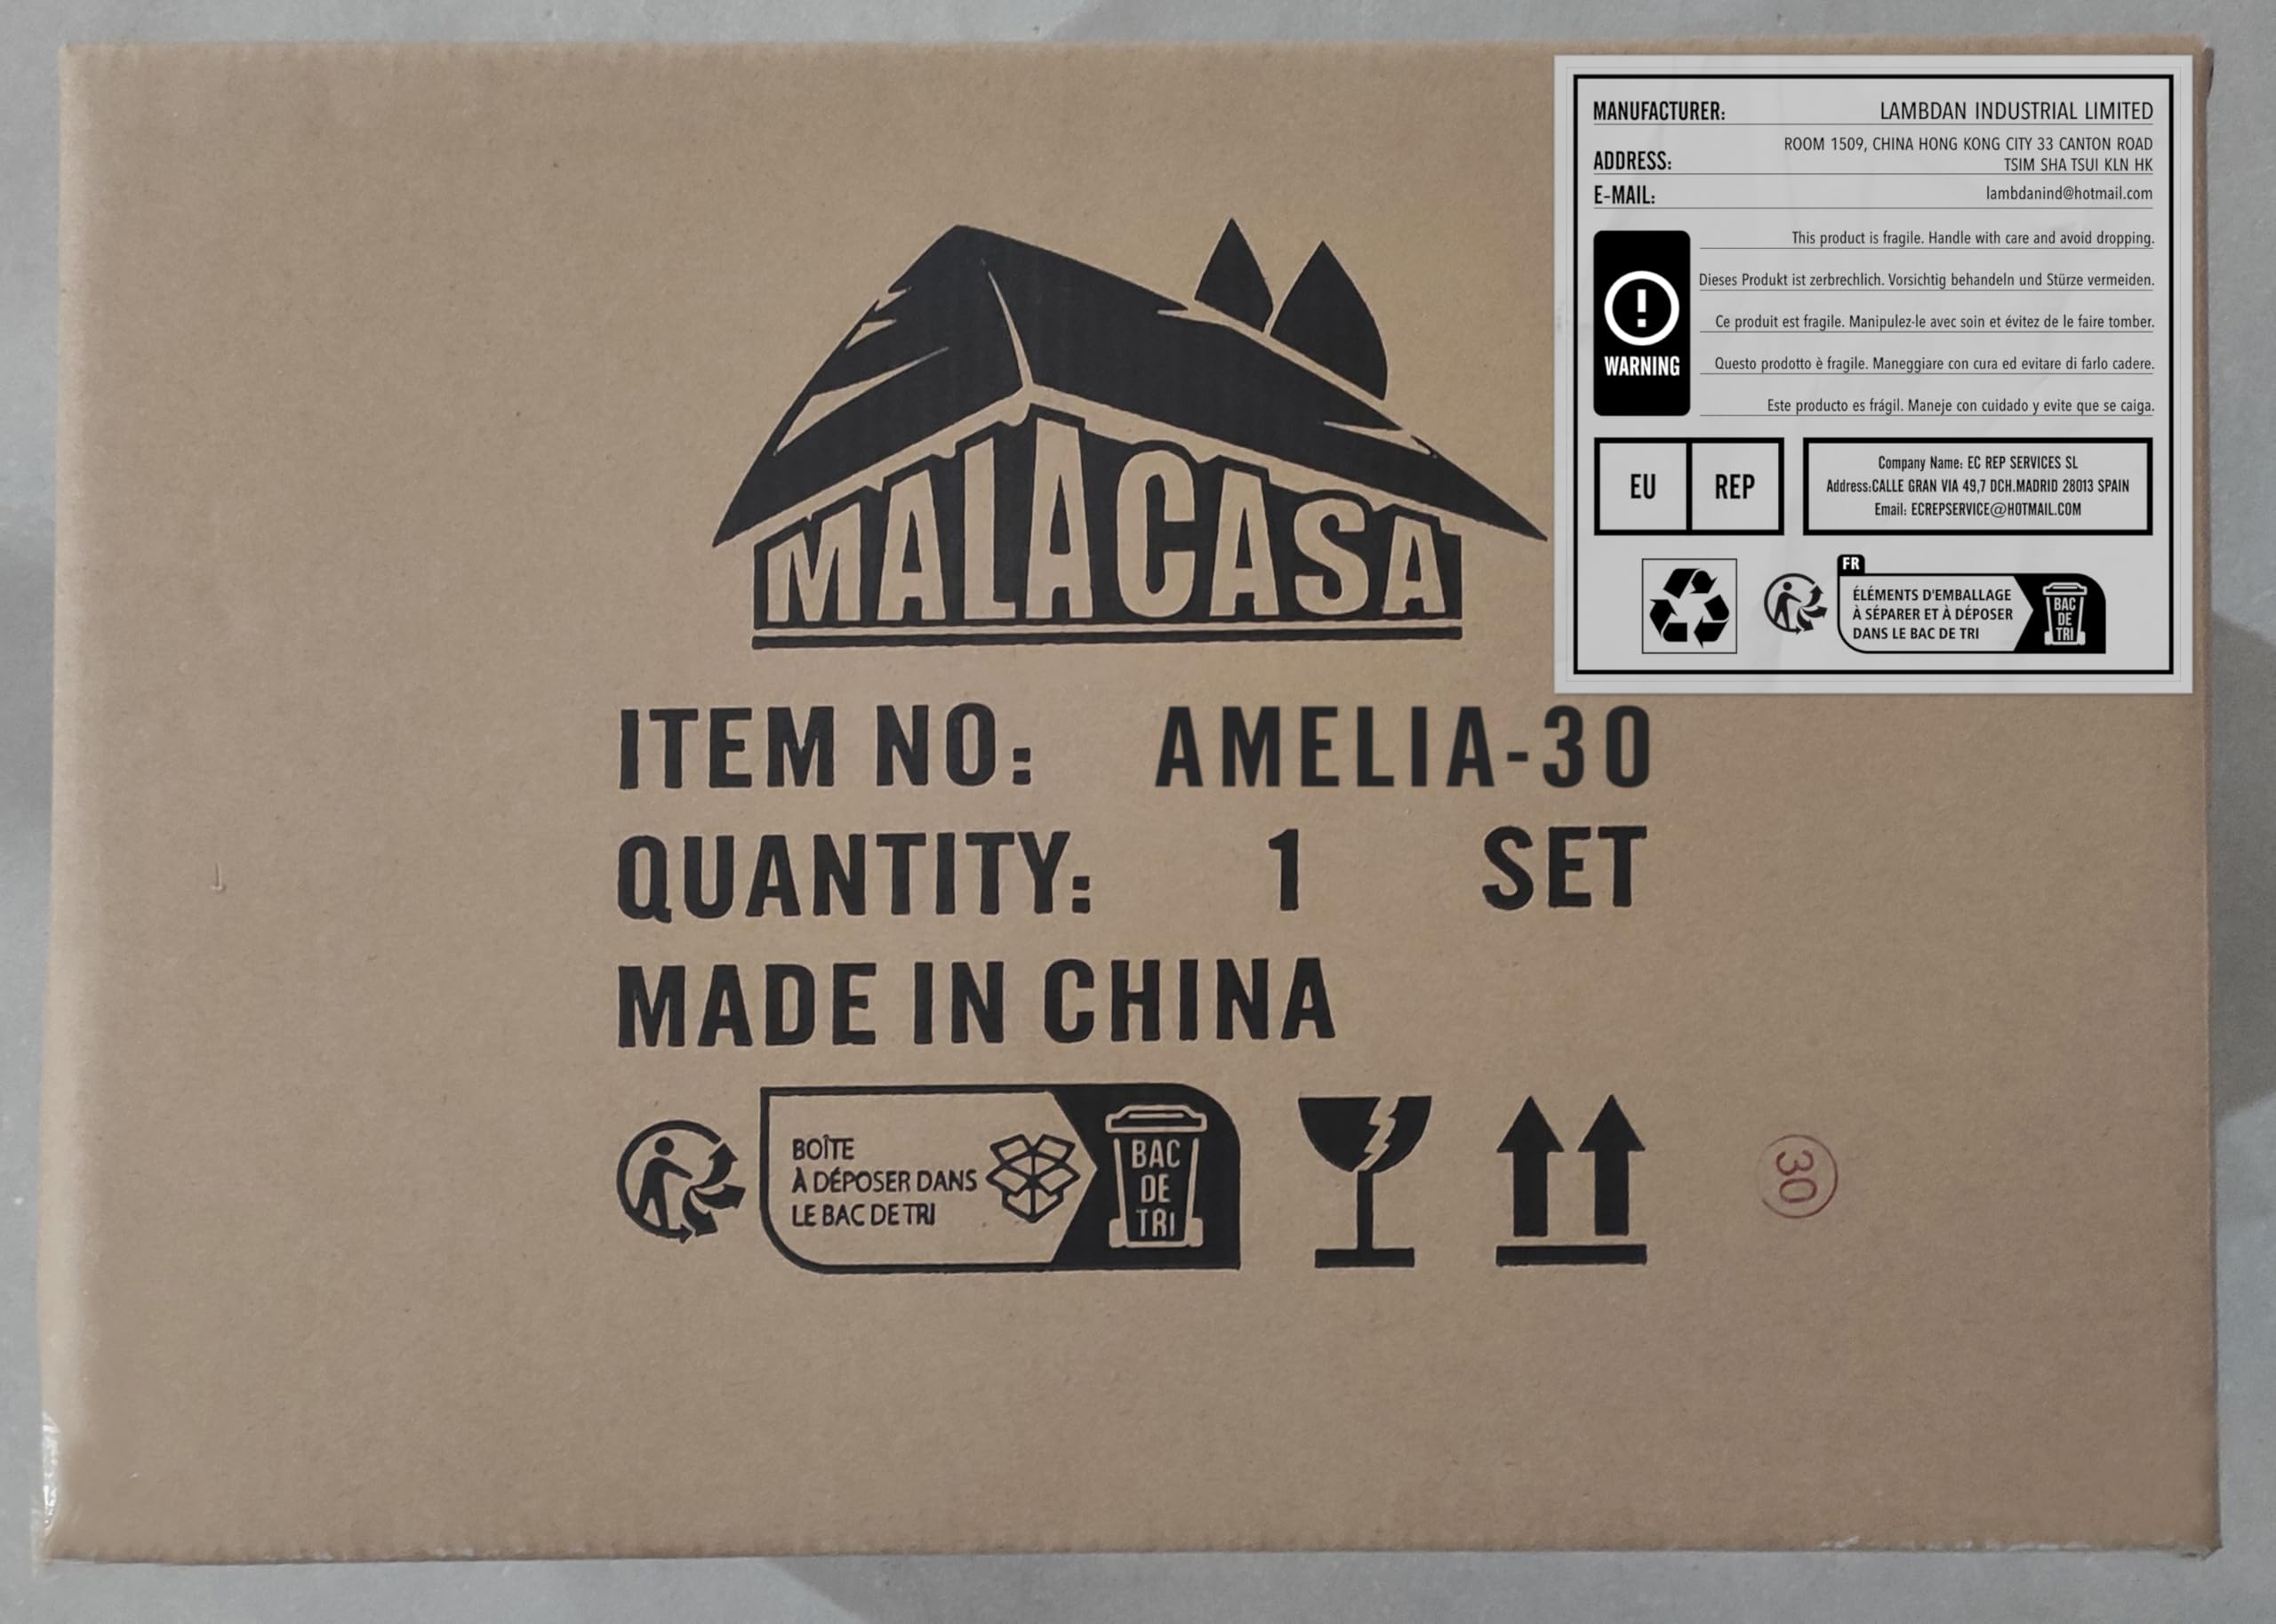 MALACASA
ITEM NO: AMELIA-30
QUANTITY: 1 SET
MADE IN CHINA
BOÎTE
À DÉPOSER DANS
LE BAC DE TRI
BAC
DE
TRI
30
MANUFACTURER: LAMBDAN INDUSTRIAL LIMITED
ADDRESS: ROOM 1509, CHINA HONG KONG CITY 33 CANTON ROAD
TSIM SHA TSUI KLN HK
E-MAIL: lambdanind@hotmail.com
WARNING
This product is fragile. Handle with care and avoid dropping.
Dieses Produkt ist zerbrechlich. Vorsichtig behandeln und Stürze vermeiden.
Ce produit est fragile. Manipulez-le avec soin et évitez de le faire tomber.
Questo prodotto è fragile. Maneggiare con cura ed evitare di farlo cadere.
Este producto es frágil. Maneje con cuidado y evite que se caiga.
EU REP
Company Name: EC REP SERVICES SL
Address:CALLE GRAN VIA 49,7 DCH.MADRID 28013 SPAIN
Email: ECREPSERVICE@HOTMAIL.COM
FR
ÉLÉMENTS D'EMBALLAGE
À SÉPARER ET À DÉPOSER
DANS LE BAC DE TRI
BAC
DE
TRI